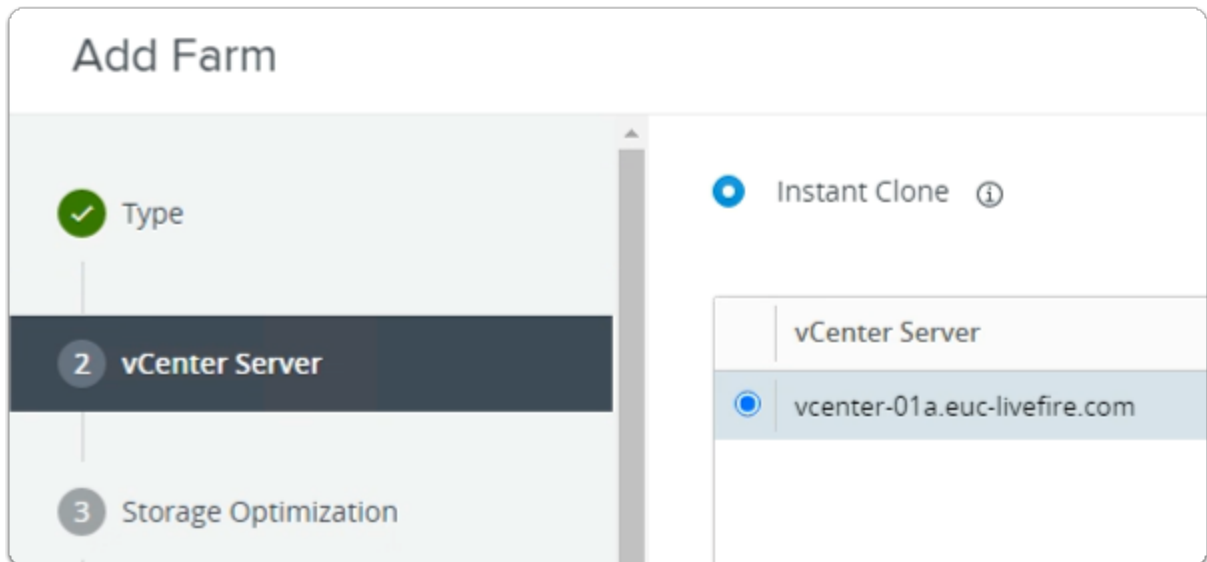 Add Farm
Type
2 vCenter Server
3 Storage Optimization
Instant Clone
vCenter Server
vcenter-01a.euc-livefire.com